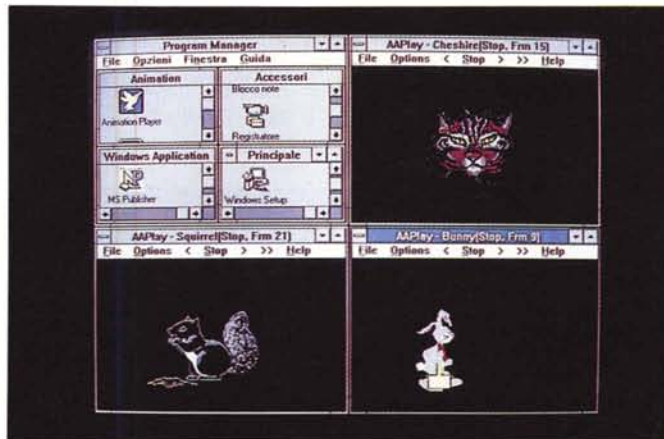 Program Manager
File Opzioni Finestra Guida
Animation
Animation Player
Accessori
Blocco note
Registratore
Windows Application
MS Publisher
Principale
Windows Setup
AAPlay - Cheshire(Stop, Frm 15)
File Options < Stop > >> Help
AAPlay - Squirrel(Stop, Frm 21)
File Options < Stop > >> Help
AAPlay - Bunny(Stop, Frm 9)
File Options < Stop > >> Help